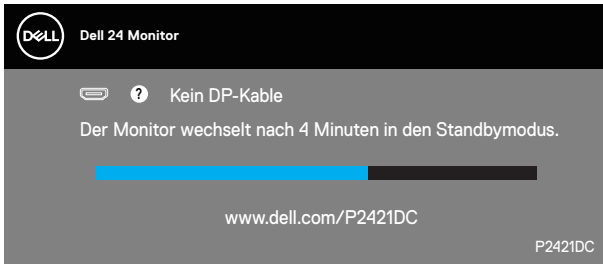 DELL
Dell 24 Monitor
? Kein DP-Kable
Der Monitor wechselt nach 4 Minuten in den Standbymodus.
www.dell.com/P2421DC
P2421DC